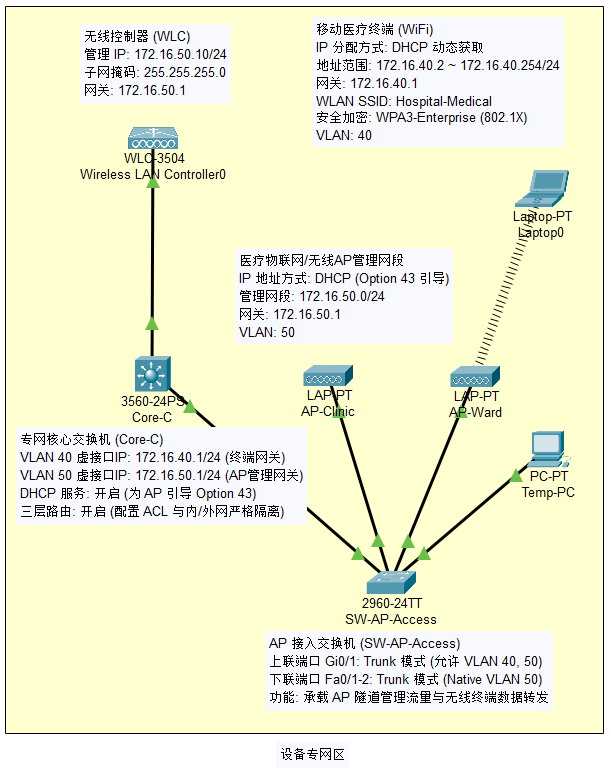 无线控制器 (WLC)
管理 IP: 172.16.50.10/24
子网掩码: 255.255.255.0
网关: 172.16.50.1
移动医疗终端 (WiFi)
IP 分配方式: DHCP 动态获取
地址范围: 172.16.40.2 ~ 172.16.40.254/24
网关: 172.16.40.1
WLAN SSID: Hospital-Medical
安全加密: WPA3-Enterprise (802.1X)
VLAN: 40
WLC-3504
Wireless LAN Controller0
Laptop-PT
Laptop0
医疗物联网/无线AP管理网段
IP 地址方式: DHCP (Option 43 引导)
管理网段: 172.16.50.0/24
网关: 172.16.50.1
VLAN: 50
3560-24PS
Core-C
LAP-PT
AP-Clinic
LAP-PT
AP-Ward
PC-PT
Temp-PC
专网核心交换机 (Core-C)
VLAN 40 虚接口IP: 172.16.40.1/24 (终端网关)
VLAN 50 虚接口IP: 172.16.50.1/24 (AP管理网关)
DHCP 服务: 开启 (为 AP 引导 Option 43)
三层路由: 开启 (配置 ACL 与内/外网严格隔离)
2960-24TT
SW-AP-Access
AP 接入交换机 (SW-AP-Access)
上联端口 Gi0/1: Trunk 模式 (允许 VLAN 40, 50)
下联端口 Fa0/1-2: Trunk 模式 (Native VLAN 50)
功能: 承载 AP 隧道管理流量与无线终端数据转发
设备专网区